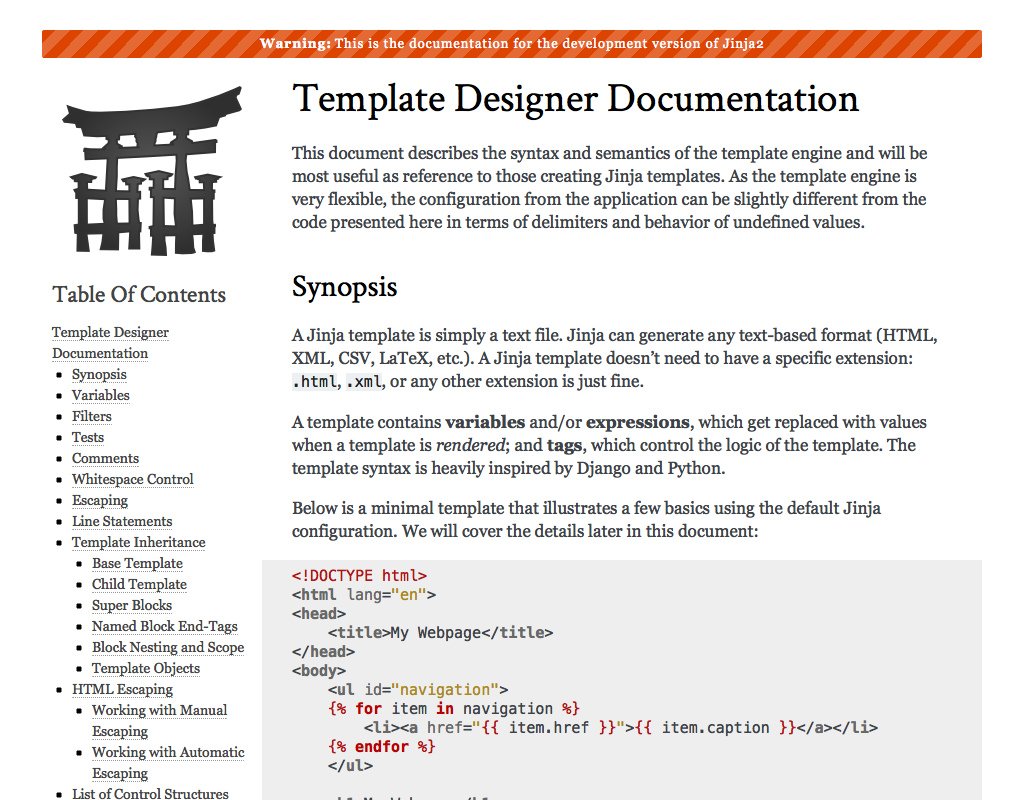 Warning: This is the documentation for the development version of Jinja2
Table Of Contents
Template Designer
Documentation
Synopsis
Variables
Filters
Tests
Comments
Whitespace Control
Escaping
Line Statements
Template Inheritance
Base Template
Child Template
Super Blocks
Named Block End-Tags
Block Nesting and Scope
Template Objects
HTML Escaping
Working with Manual
Escaping
Working with Automatic
Escaping
List of Control Structures
Template Designer Documentation
This document describes the syntax and semantics of the template engine and will be
most useful as reference to those creating Jinja templates. As the template engine is
very flexible, the configuration from the application can be slightly different from the
code presented here in terms of delimiters and behavior of undefined values.
Synopsis
A Jinja template is simply a text file. Jinja can generate any text-based format (HTML,
XML, CSV, LaTeX, etc.). A Jinja template doesn’t need to have a specific extension:
.html, .xml, or any other extension is just fine.
A template contains variables and/or expressions, which get replaced with values
when a template is rendered; and tags, which control the logic of the template. The
template syntax is heavily inspired by Django and Python.
Below is a minimal template that illustrates a few basics using the default Jinja
configuration. We will cover the details later in this document:
<!DOCTYPE html>
<html lang="en">
<head>
    <title>My Webpage</title>
</head>
<body>
    <ul id="navigation">
    {% for item in navigation %}
        <li><a href="{{ item.href }}">{{ item.caption }}</a></li>
    {% endfor %}
    </ul>